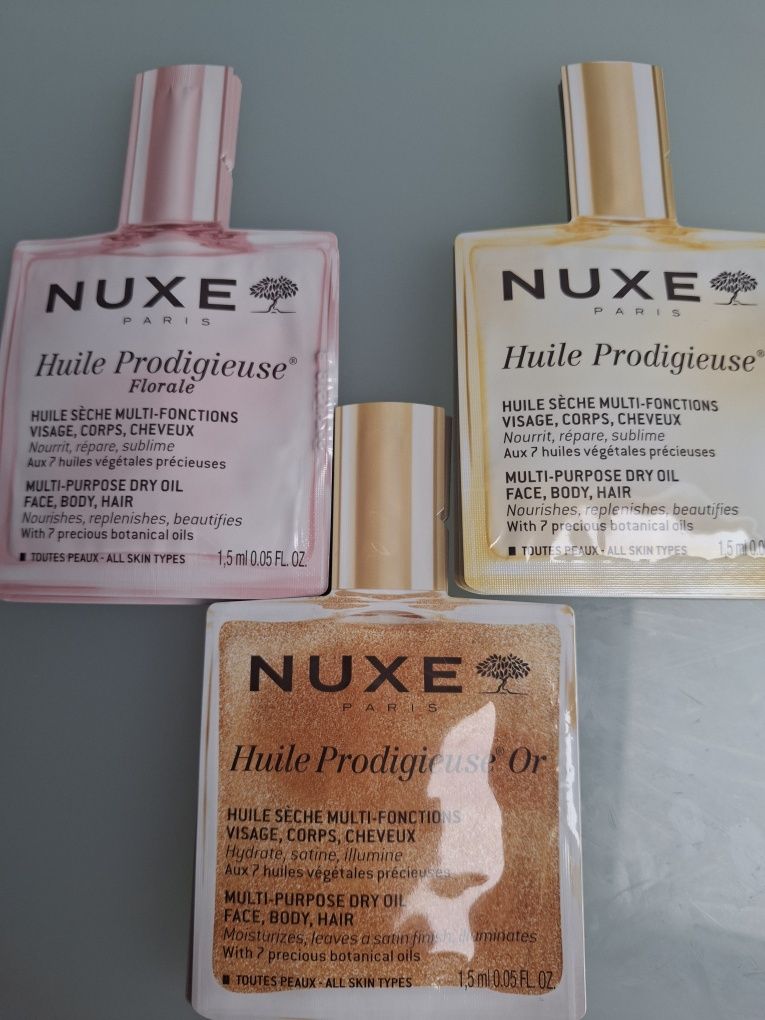 NUXE
PARIS
Huile Prodigieuse®
Florale
HUILE SÈCHE MULTI-FONCTIONS
VISAGE, CORPS, CHEVEUX
Nourrit, répare, sublime
Aux 7 huiles végétales précieuses
MULTI-PURPOSE DRY OIL
FACE, BODY, HAIR
Nourishes, replenishes, beautifies
With 7 precious botanical oils
TOUTES PEAUX - ALL SKIN TYPES 1,5 ml 0.05 FL. OZ.
NUXE
PARIS
Huile Prodigieuse®
HUILE SÈCHE MULTI-FONCTIONS
VISAGE, CORPS, CHEVEUX
Nourrit, répare, sublime
Aux 7 huiles végétales précieuses
MULTI-PURPOSE DRY OIL
FACE, BODY, HAIR
Nourishes, replenishes, beautifies
With 7 precious botanical oils
TOUTES PEAUX - ALL SKIN TYPES 1,5 ml
NUXE
PARIS
Huile Prodigieuse® Or
HUILE SÈCHE MULTI-FONCTIONS
VISAGE, CORPS, CHEVEUX
Hydrate, satine, illumine
Aux 7 huiles végétales précieuses
MULTI-PURPOSE DRY OIL
FACE, BODY, HAIR
Moisturizes, leaves a satin finish, illuminates
With 7 precious botanical oils
TOUTES PEAUX - ALL SKIN TYPES 1,5 ml 0.05 FL. OZ.